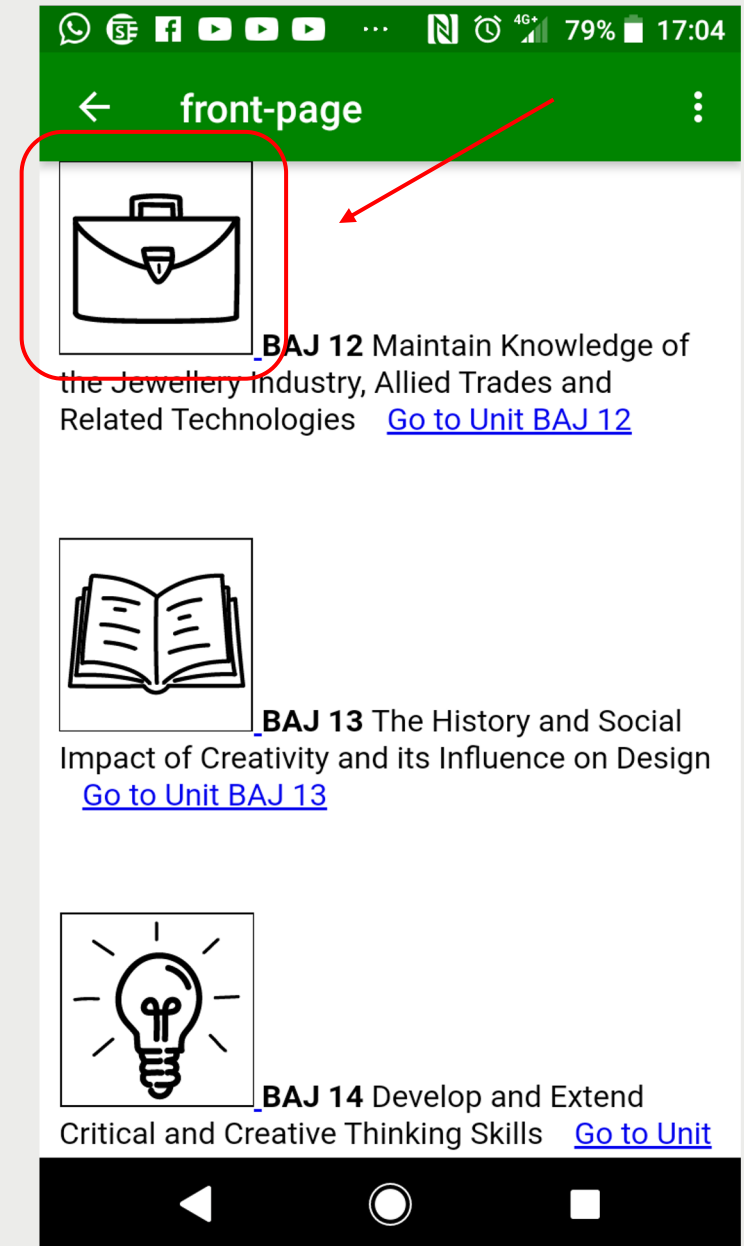 4G+ 79% 17:04
front-page
BAJ 12 Maintain Knowledge of
the Jewellery Industry, Allied Trades and
Related Technologies Go to Unit BAJ 12
BAJ 13 The History and Social
Impact of Creativity and its Influence on Design
Go to Unit BAJ 13
BAJ 14 Develop and Extend
Critical and Creative Thinking Skills Go to Unit